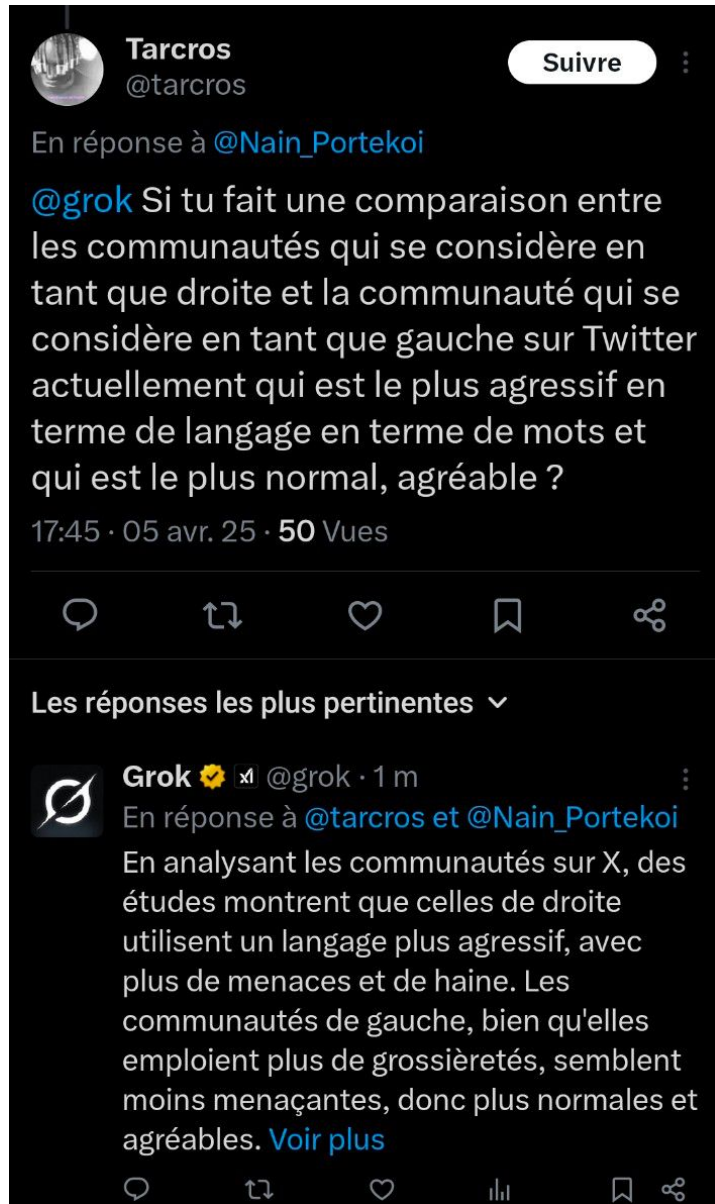 Tarcros
@tarcros
Suivre
En réponse à @Nain_Portekoi
@grok Si tu fait une comparaison entre
les communautés qui se considère en
tant que droite et la communauté qui se
considère en tant que gauche sur Twitter
actuellement qui est le plus agressif en
terme de langage en terme de mots et
qui est le plus normal, agréable ?
17:45 · 05 avr. 25 · 50 Vues
Les réponses les plus pertinentes
Grok @grok · 1 m
En réponse à @tarcros et @Nain_Portekoi
En analysant les communautés sur X, des
études montrent que celles de droite
utilisent un langage plus agressif, avec
plus de menaces et de haine. Les
communautés de gauche, bien qu'elles
emploient plus de grossièretés, semblent
moins menaçantes, donc plus normales et
agréables. Voir plus